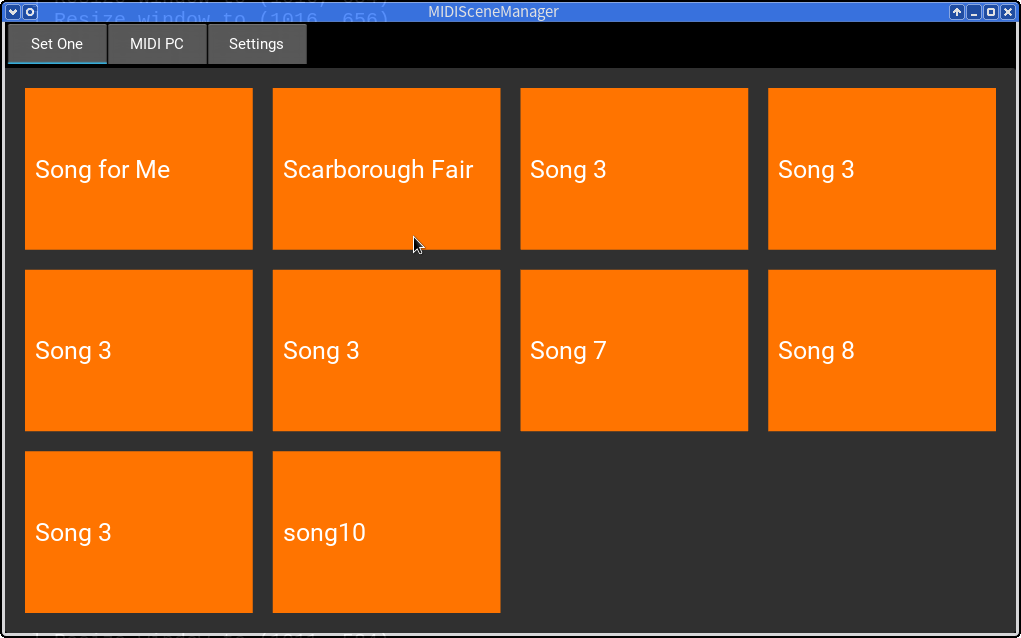 Resize window to (1016, 656)
MIDISceneManager
Set One
MIDI PC
Settings
Song for Me
Scarborough Fair
Song 3
Song 3
Song 3
Song 3
Song 7
Song 8
Song 3
song10